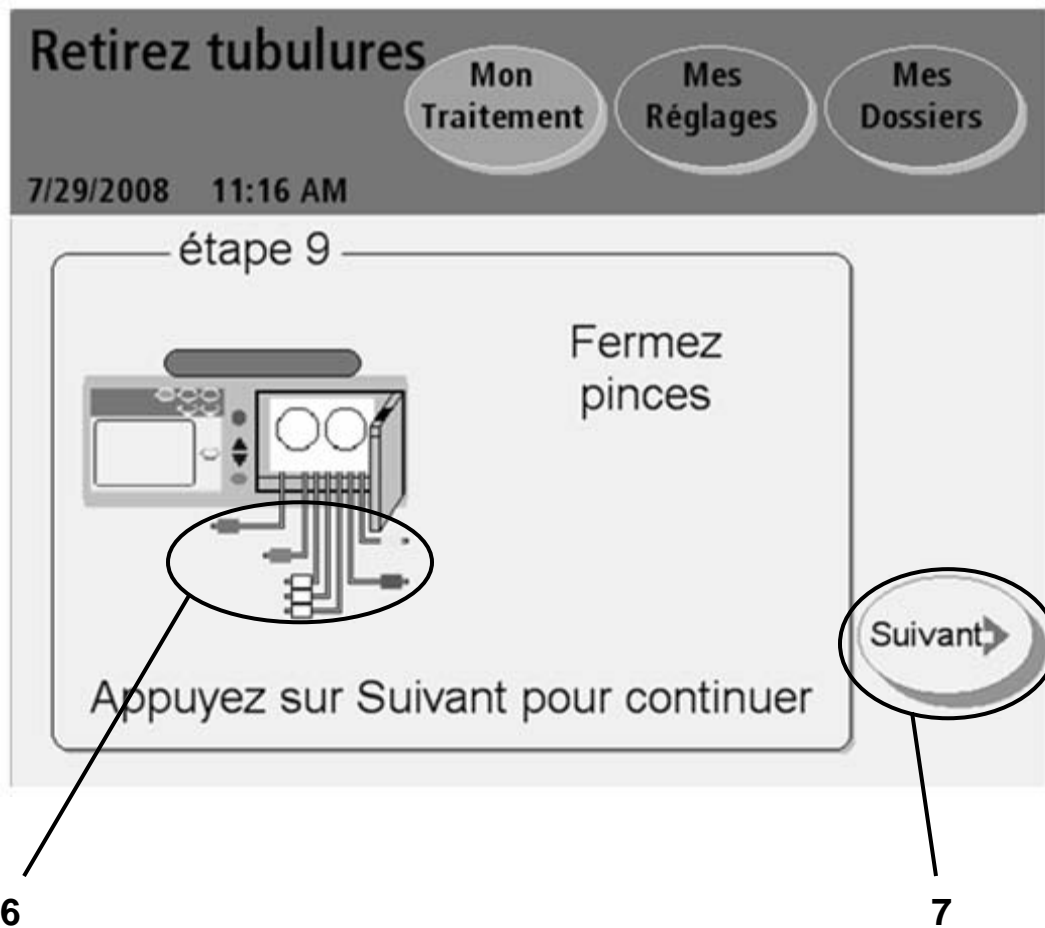 Retirez tubulures
Mon
Traitement
Mes
Réglages
Mes
Dossiers
7/29/2008 11:16 AM
étape 9
Fermez
pinces
Suivant
Appuyez sur Suivant pour continuer
6
7